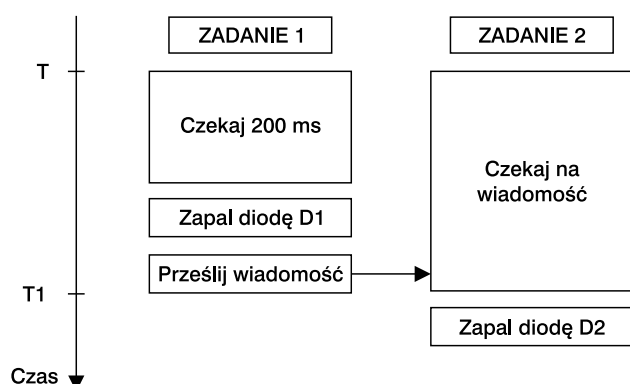 ZADANIE 1
ZADANIE 2
T
Czekaj 200 ms
Czekaj na
wiadomość
Zapal diodę D1
Prześlij wiadomość
T1
Zapal diodę D2
Czas